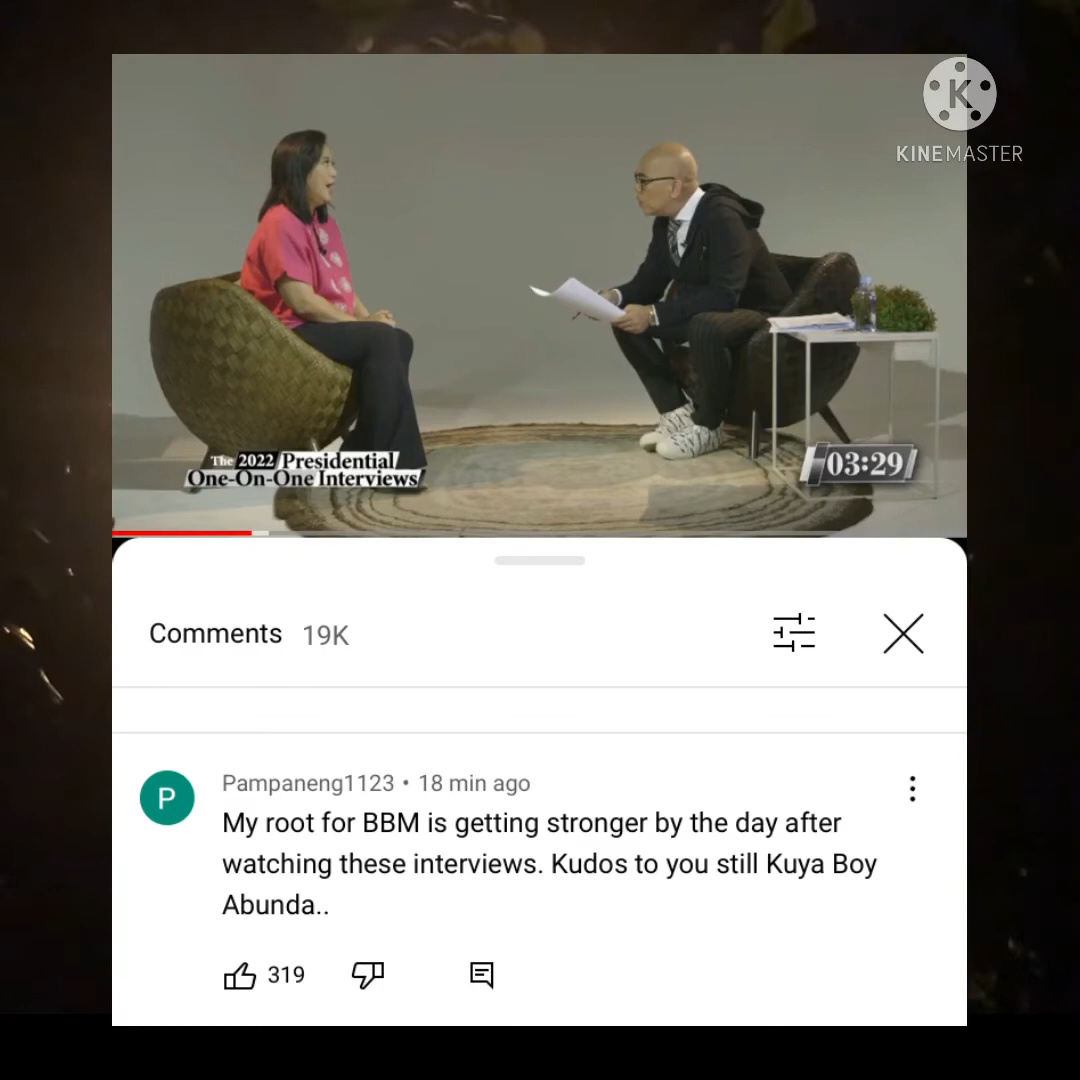 K
KINEMASTER
The 2022 Presidential
One-On-One Interviews
03:29
Comments 19K
P
Pampaneng1123 • 18 min ago
My root for BBM is getting stronger by the day after
watching these interviews. Kudos to you still Kuya Boy
Abunda..
319